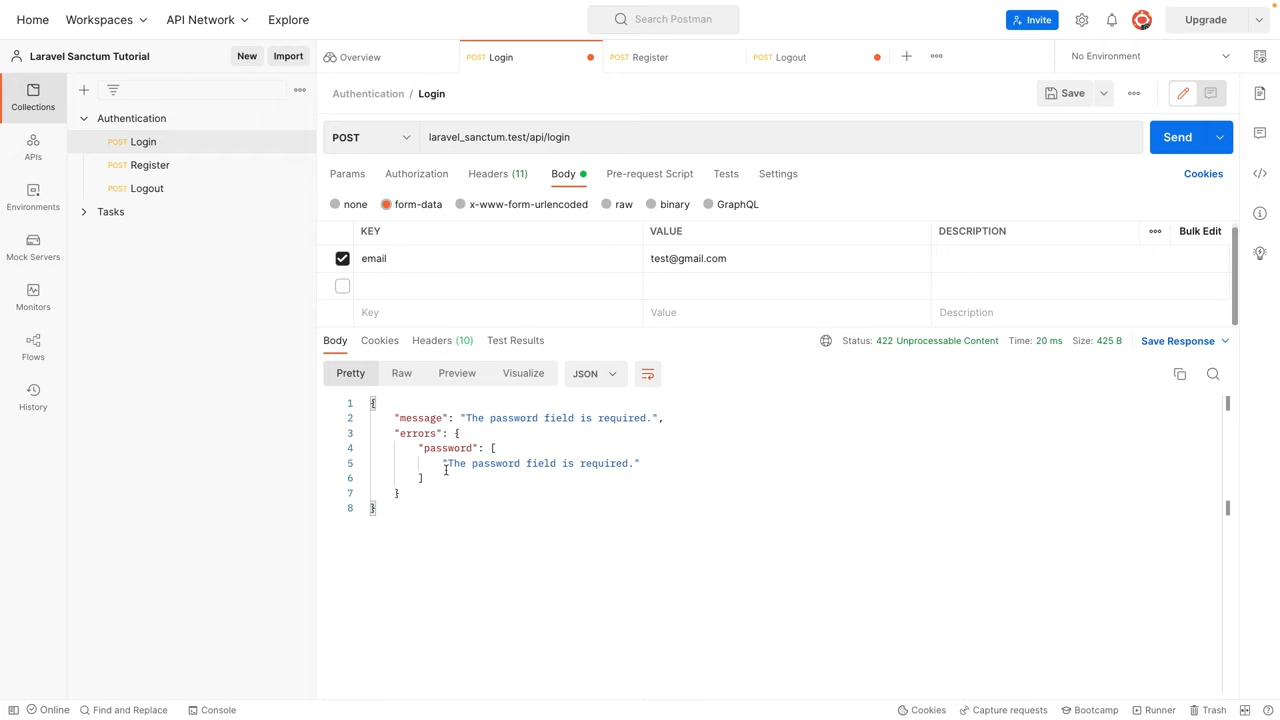 Home Workspaces API Network Explore Search Postman Invite Upgrade
Laravel Sanctum Tutorial New Import Overview POST Login POST Register POST Logout No Environment
Collections
APIs
Environments
Mock Servers
Monitors
Flows
History
Authentication
POST Login
POST Register
POST Logout
Tasks
Authentication / Login Save
POST laravel_sanctum.test/api/login Send
Params Authorization Headers (11) Body Pre-request Script Tests Settings Cookies
none form-data x-www-form-urlencoded raw binary GraphQL
KEY VALUE DESCRIPTION Bulk Edit
email test@gmail.com
Key Value Description
Body Cookies Headers (10) Test Results Status: 422 Unprocessable Content Time: 20 ms Size: 425 B Save Response
Pretty Raw Preview Visualize JSON
1 {
2 "message": "The password field is required.",
3 "errors": {
4 "password": [
5 "The password field is required."
6 ]
7 }
8 }
Online Find and Replace Console Cookies Capture requests Bootcamp Runner Trash